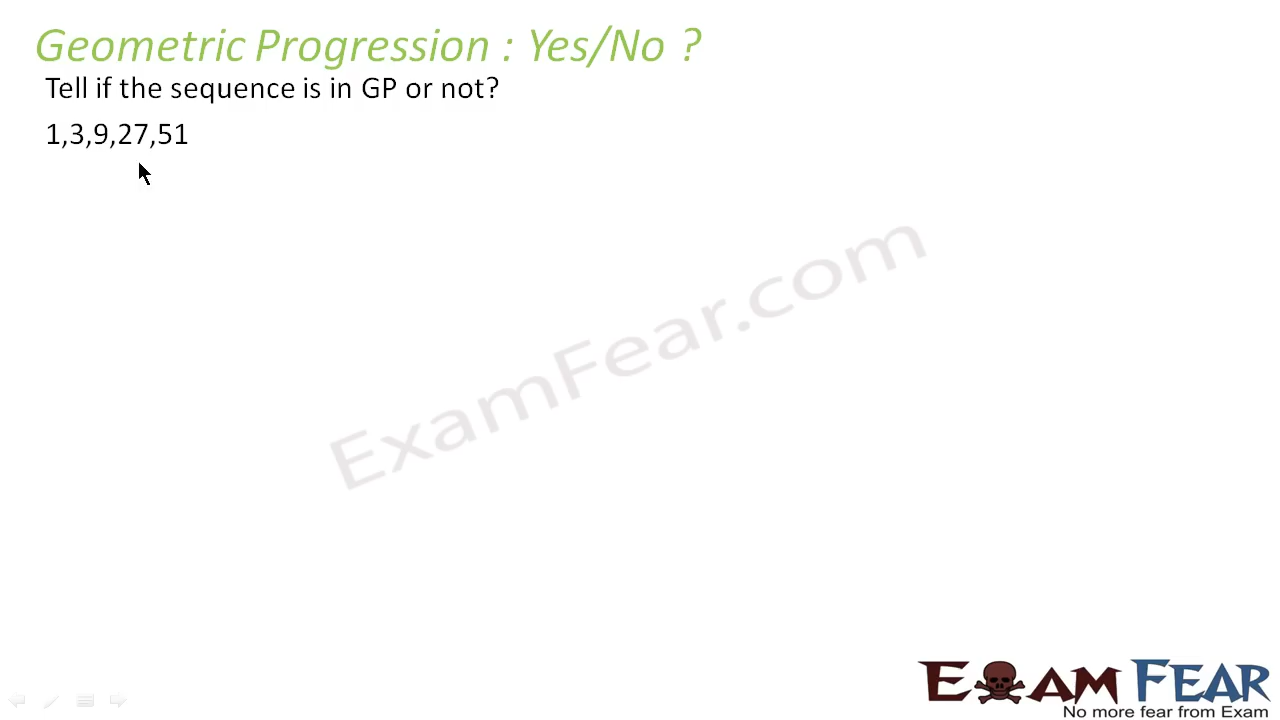 Geometric Progression : Yes/No ?
Tell if the sequence is in GP or not?
1,3,9,27,51
ExamFear.com
EXAM FEAR
No more fear from Exam